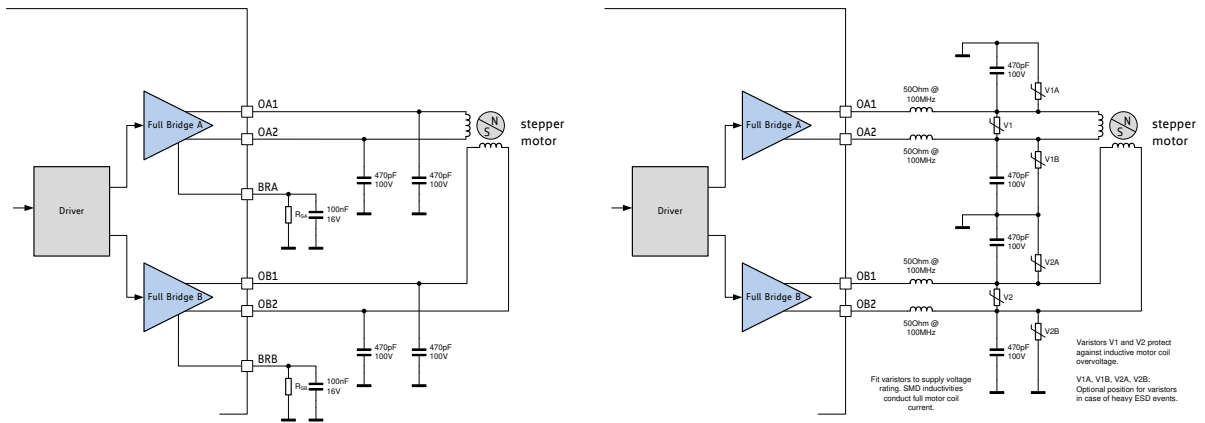 OA1
Full Bridge A
OA2
N
S
stepper
motor
BRA
470pF
100V
470pF
100V
Driver
RSA
100nF
16V
OB1
Full Bridge B
OB2
470pF
100V
470pF
100V
BRB
RSB
100nF
16V
470pF
100V
V1A
50Ohm @
100MHz
OA1
Full Bridge A
V1
N
S
stepper
motor
OA2
50Ohm @
100MHz
V1B
470pF
100V
Driver
470pF
100V
V2A
50Ohm @
100MHz
OB1
Full Bridge B
V2
OB2
50Ohm @
100MHz
V2B
470pF
100V
Varistors V1 and V2 protect
against inductive motor coil
overvoltage.
V1A, V1B, V2A, V2B:
Optional position for varistors
in case of heavy ESD events.
Fit varistors to supply voltage
rating. SMD inductivities
conduct full motor coil
current.